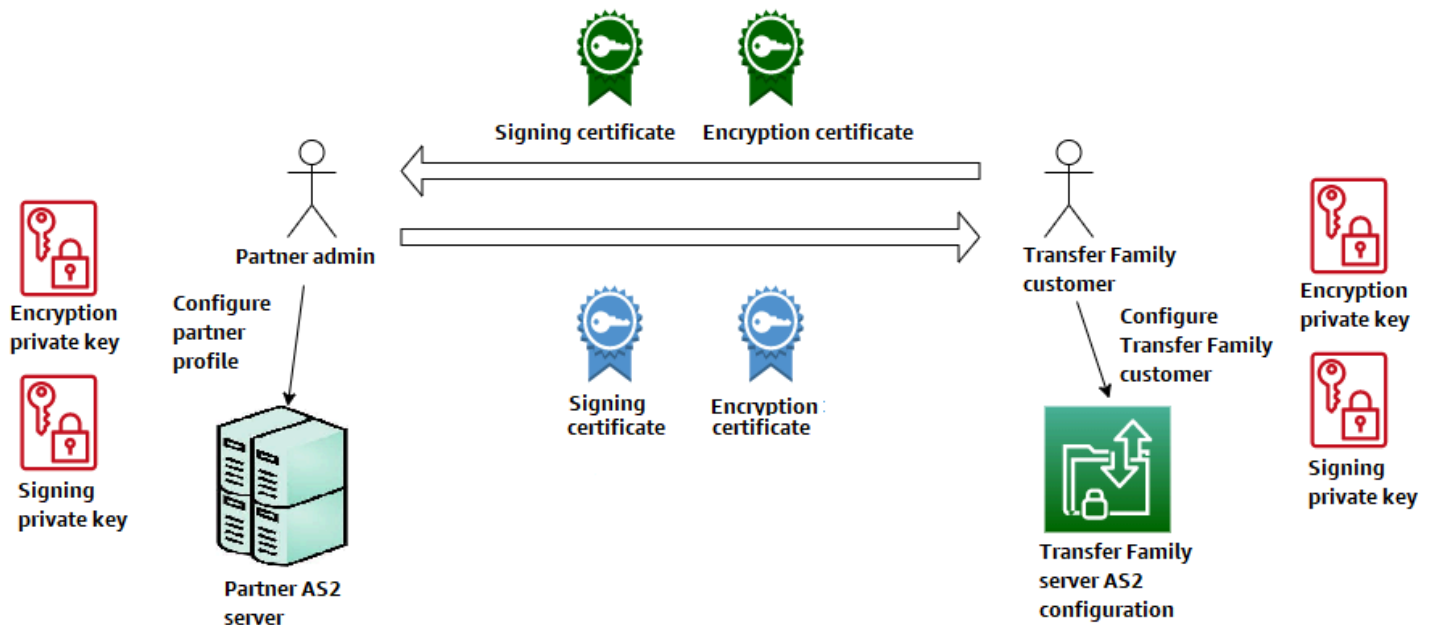 Signing certificate
Encryption certificate
Partner admin
Transfer Family
customer
Encryption
private key
Configure
partner
profile
Signing
certificate
Encryption
certificate
Configure
Transfer Family
customer
Encryption
private key
Signing
private key
Signing
private key
Partner AS2
server
Transfer Family
server AS2
configuration